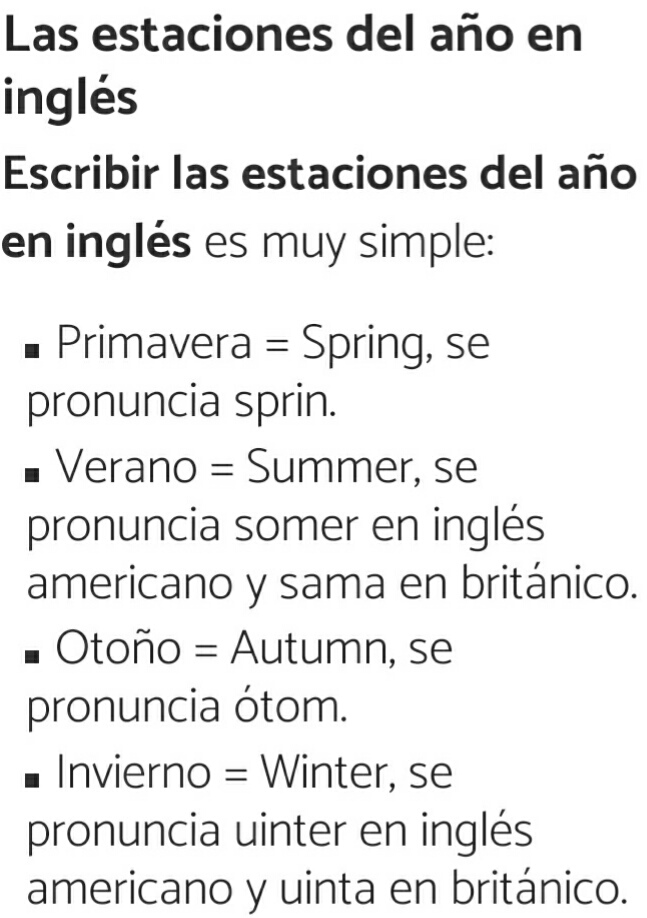 Las estaciones del año en
inglés
Escribir las estaciones del año
en inglés es muy simple:
▪ Primavera = Spring, se
pronuncia sprin.
▪ Verano = Summer, se
pronuncia somer en inglés
americano y sama en británico.
▪ Otoño = Autumn, se
pronuncia ótom.
▪ Invierno = Winter, se
pronuncia uinter en inglés
americano y uinta en británico.